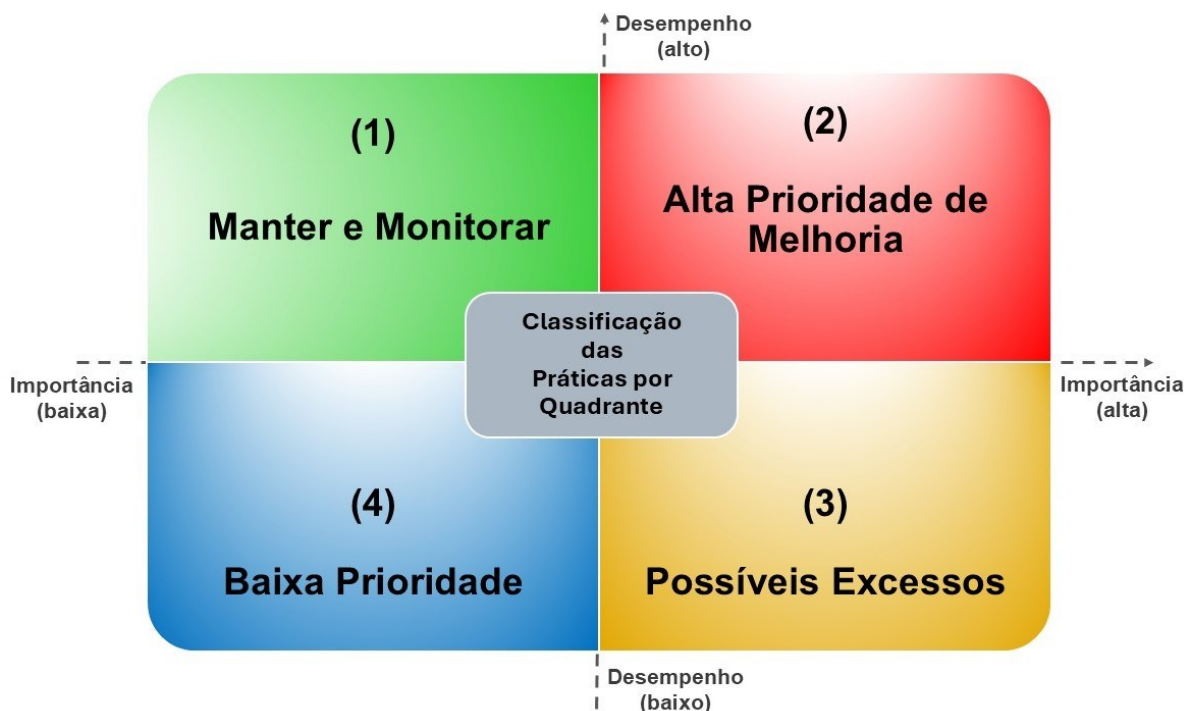 Desempenho
(alto)
(1)
Manter e Monitorar
(2)
Alta Prioridade de
Melhoria
Classificação
das
Práticas por
Quadrante
Importância
(baixa)
Importância
(alta)
(4)
Baixa Prioridade
(3)
Possíveis Excessos
Desempenho
(baixo)